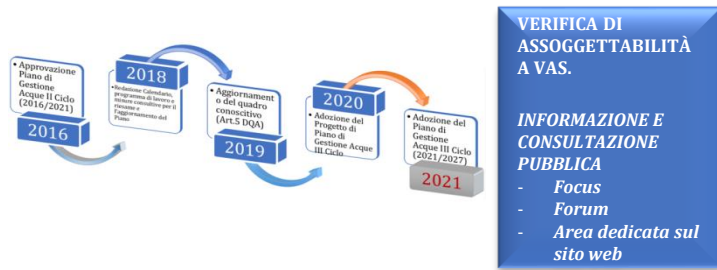 • Approvazione
Piano di
Gestione
Acque II Ciclo
(2016/2021)
2016
2018
• Redazione Calendario,
programma di lavoro e
misure consultive per il
riesame e
l'aggiornamento del
Piano
• Aggiornament
o del quadro
conoscitivo
(Art.5 DQA)
2019
2020
• Adozione del
Progetto di
Piano di
Gestione Acque
III Ciclo
• Adozione del
Piano di
Gestione
Acque III Ciclo
(2021/2027)
2021
VERIFICA DI
ASSOGGETTABILITÀ
A VAS.
INFORMAZIONE E
CONSULTAZIONE
PUBBLICA
- Focus
- Forum
- Area dedicata sul
sito web